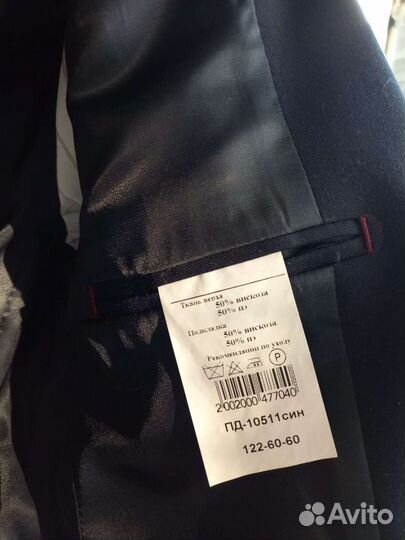 Ткань верха
50% вискоза
50% пэ
Подкладка
50% вискоза
50% пэ
Рекомендации по уходу
P
2002000477040
ПД-10511син
122-60-60
Avito